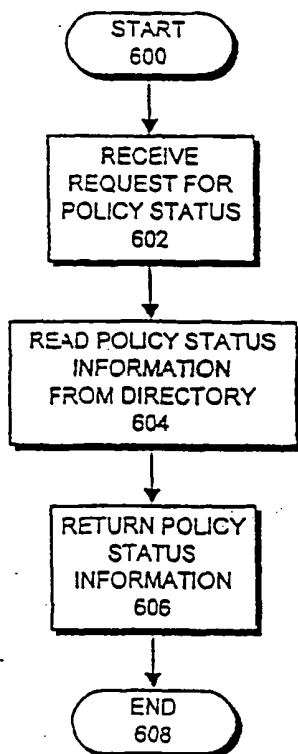 START
600
RECEIVE
REQUEST FOR
POLICY STATUS
602
READ POLICY STATUS
INFORMATION
FROM DIRECTORY
604
RETURN POLICY
STATUS
INFORMATION
606
END
608